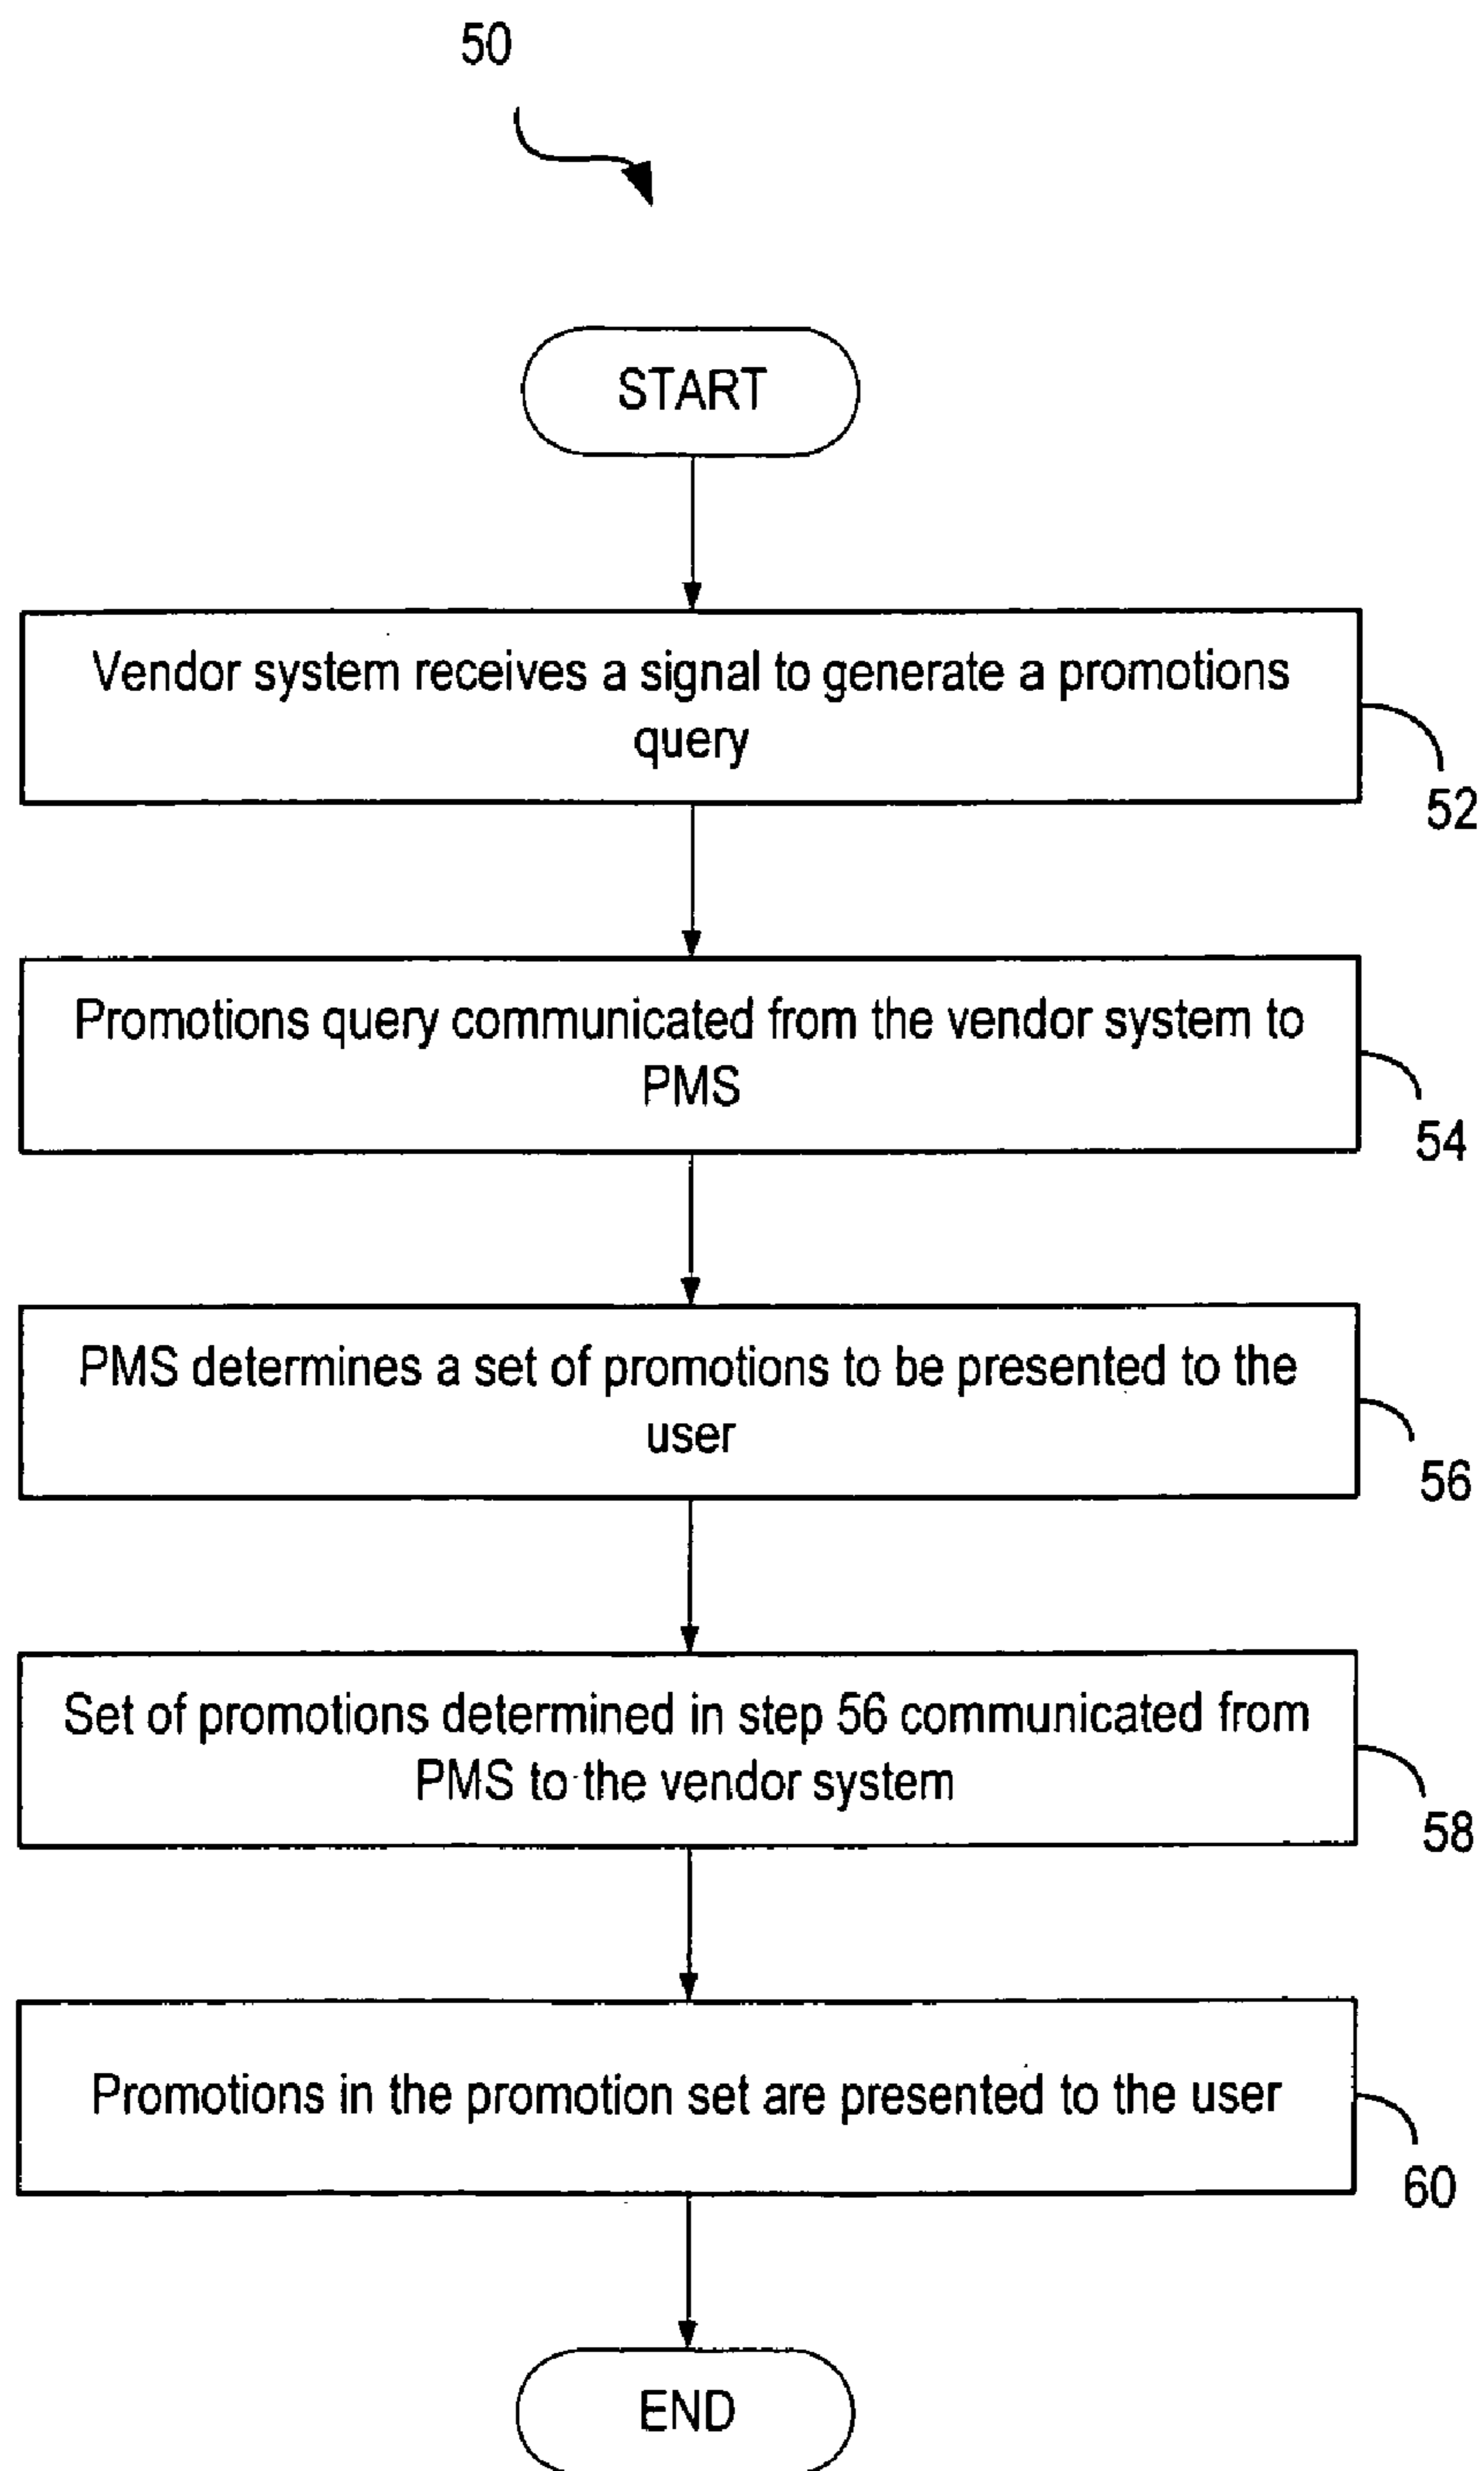 50
START
Vendor system receives a signal to generate a promotions
query
52
Promotions query communicated from the vendor system to
PMS
54
PMS determines a set of promotions to be presented to the
user
56
Set of promotions determined in step 56 communicated from
PMS to the vendor system
58
Promotions in the promotion set are presented to the user
60
END